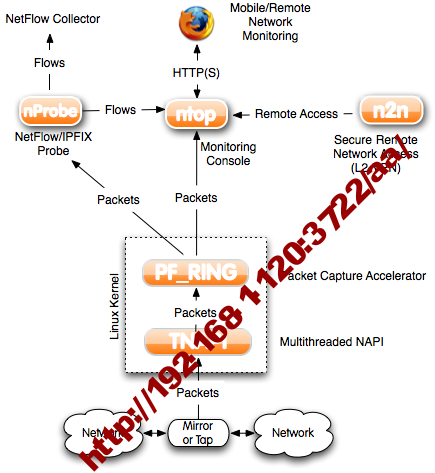 NetFlow Collector
Mobile/Remote
Network
Monitoring
Flows
HTTP(S)
nProbe
Flows
ntop
Remote Access
n2n
NetFlow/IPFIX
Probe
Monitoring
Console
Secure Remote
Network Access
(L2 VPN)
Packets
Packets
Linux Kernel
PF_RING
Packet Capture Accelerator
Packets
Multithreaded NAPI
Packets
Network
Mirror
or Tap
Network
http://192.168.1.120:3722/aa/